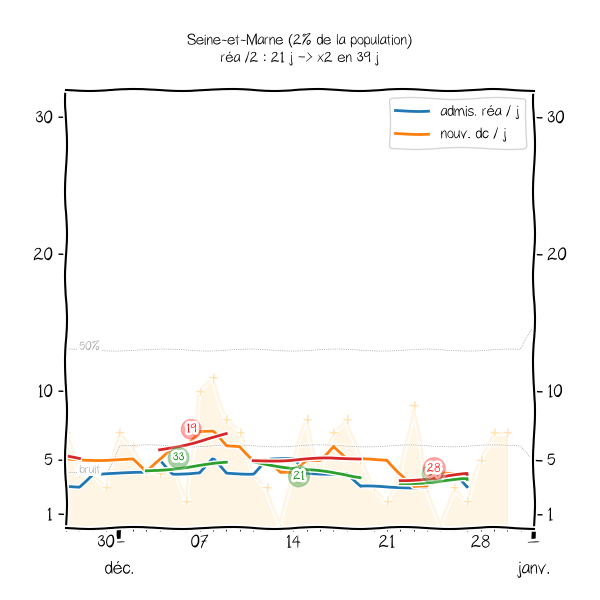 Seine-et-Marne (2% de la population)
réa /2 : 21 j -> x2 en 39 j
admis. réa / j
nouv. dc / j
30
30
20
20
50%
10
10
19
33
5
5
bruit
28
21
1
1
30
07
14
21
28
déc.
janv.